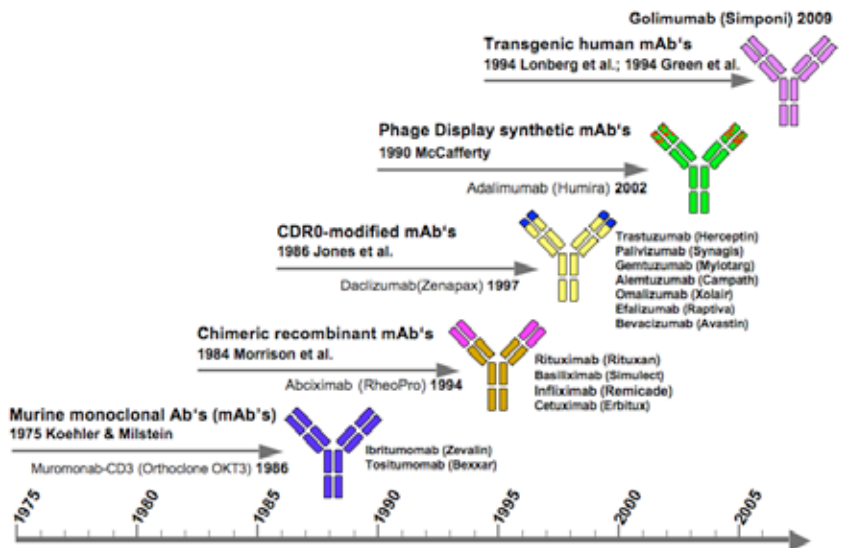 Golimumab (Simponi) 2009
Transgenic human mAb's
1994 Lonberg et al.; 1994 Green et al.
Phage Display synthetic mAb's
1990 McCafferty
Adalimumab (Humira) 2002
CDR0-modified mAb's
1986 Jones et al.
Daclizumab(Zenapax) 1997
Trastuzumab (Herceptin)
Palivizumab (Synagis)
Gemtuzumab (Mylotarg)
Alemtuzumab (Campath)
Omalizumab (Xolair)
Efalizumab (Raptiva)
Bevacizumab (Avastin)
Chimeric recombinant mAb's
1984 Morrison et al.
Abciximab (RheoPro) 1994
Rituximab (Rituxan)
Basiliximab (Simulect)
Infliximab (Remicade)
Cetuximab (Erbitux)
Murine monoclonal Ab's (mAb's)
1975 Koehler & Milstein
Muromonab-CD3 (Orthoclone OKT3) 1986
Ibritumomab (Zevalin)
Tositumomab (Bexxar)
1975 1980 1985 1990 1995 2000 2005